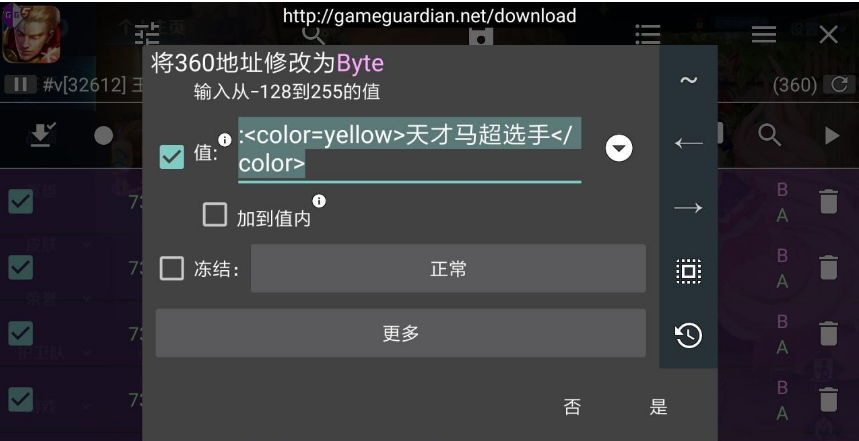 http://gameguardian.net/download
#v[32612] 王
(360)
将360地址修改为Byte
输入从-128到255的值
值:
:<color=yellow>天才马超选手</
color>
加到值内
冻结:
正常
更多
否
是
~
B
A
B
A
B
A
B
A